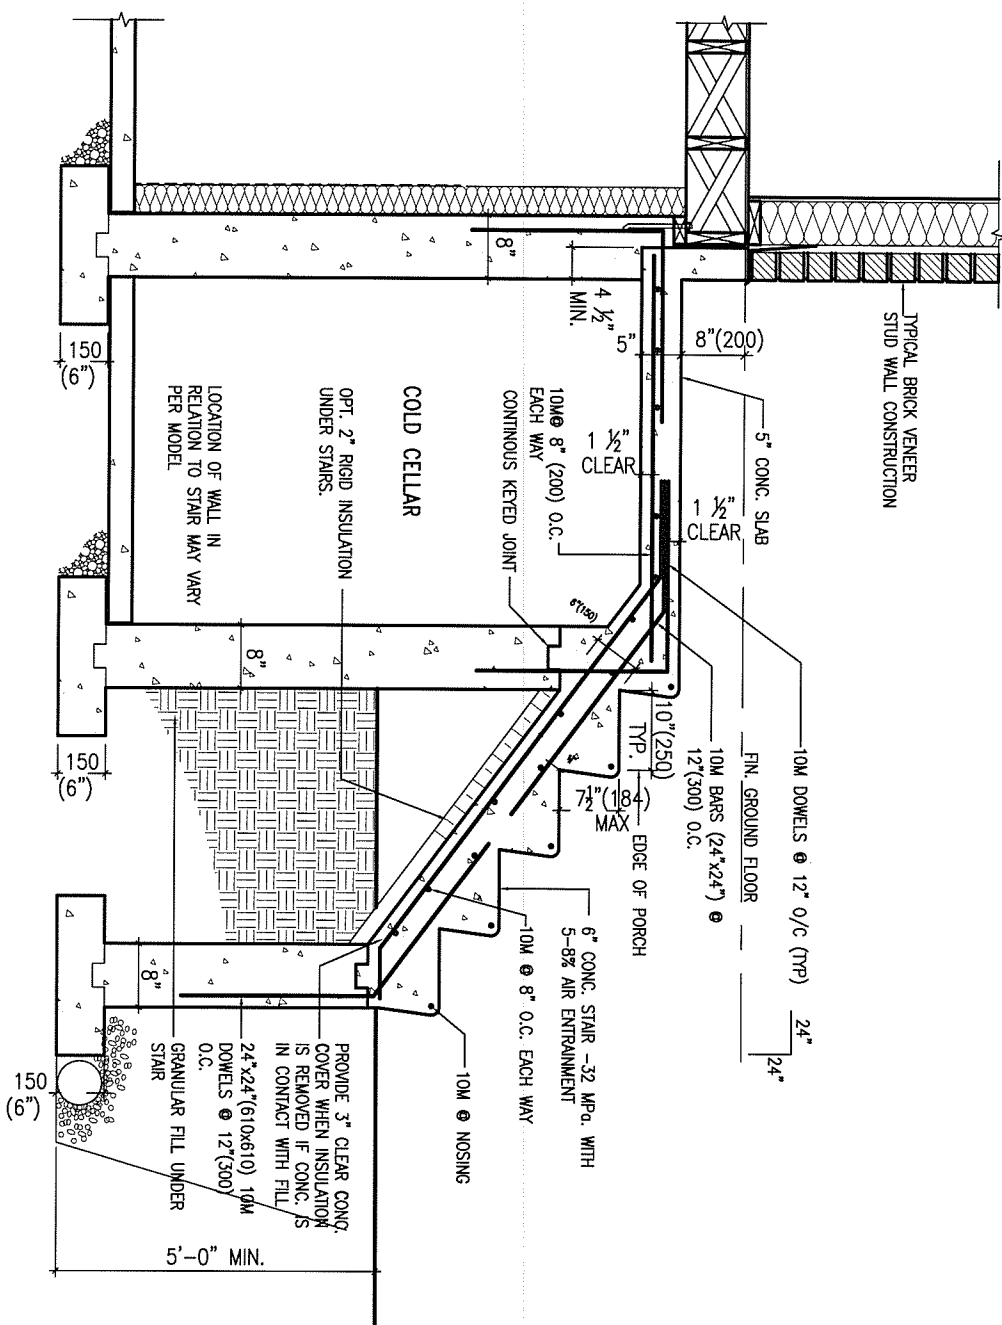 TYPICAL BRICK VENEER
STUD WALL CONSTRUCTION
8"(200)
5" CONC. SLAB
FIN. GROUND FLOOR
10M DOWELS @ 12" O/C (TYP)
24"
24"
10M BARS (24"x24") @
12"(300) O.C.
1 ½"
CLEAR
1 ½"
CLEAR
5"
4 ½"
MIN.
8"
10M@ 8" (200) O.C.
EACH WAY
CONTINOUS KEYED JOINT
6"(150)
10"(250)
TYP.
7½"(184)
MAX
EDGE OF PORCH
6" CONC. STAIR -32 MPa. WITH
5-8% AIR ENTRAINMENT
10M @ 8" O.C. EACH WAY
10M @ NOSING
COLD CELLAR
OPT. 2" RIGID INSULATION
UNDER STAIRS.
LOCATION OF WALL IN
RELATION TO STAIR MAY VARY
PER MODEL
8"
8"
PROVIDE 3" CLEAR CONC.
COVER WHEN INSULATION
IS REMOVED IF CONC. IS
IN CONTACT WITH FILL
24"x24"(610x610) 10M
DOWELS @ 12"(300)
O.C.
GRANULAR FILL UNDER
STAIR
150
(6")
150
(6")
150
(6")
5'-0" MIN.